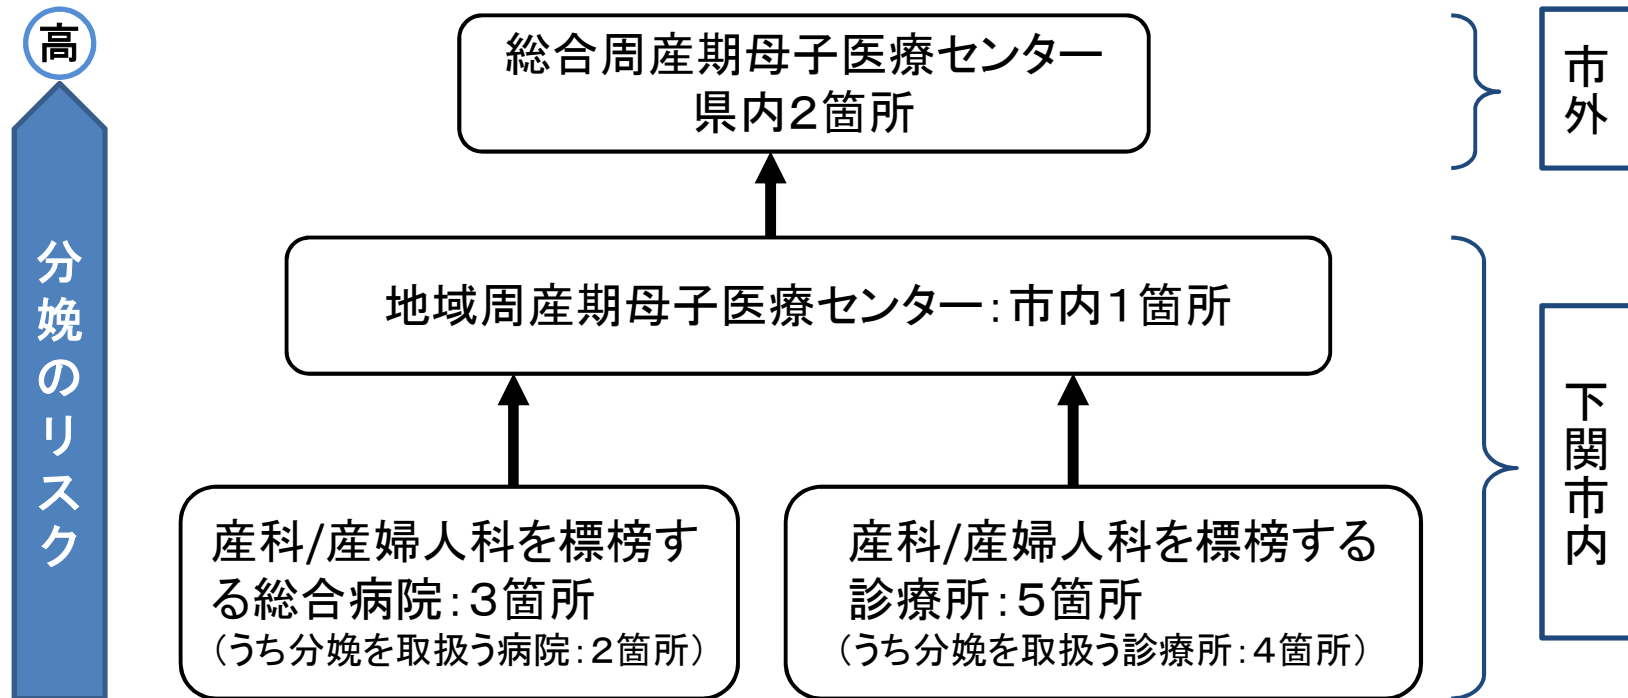 高
分娩のリスク
総合周産期母子医療センター
県内2箇所
市外
地域周産期母子医療センター:市内1箇所
産科/産婦人科を標榜す
る総合病院:3箇所
(うち分娩を取扱う病院:2箇所)
産科/産婦人科を標榜する
診療所:5箇所
(うち分娩を取扱う診療所:4箇所)
下関市内